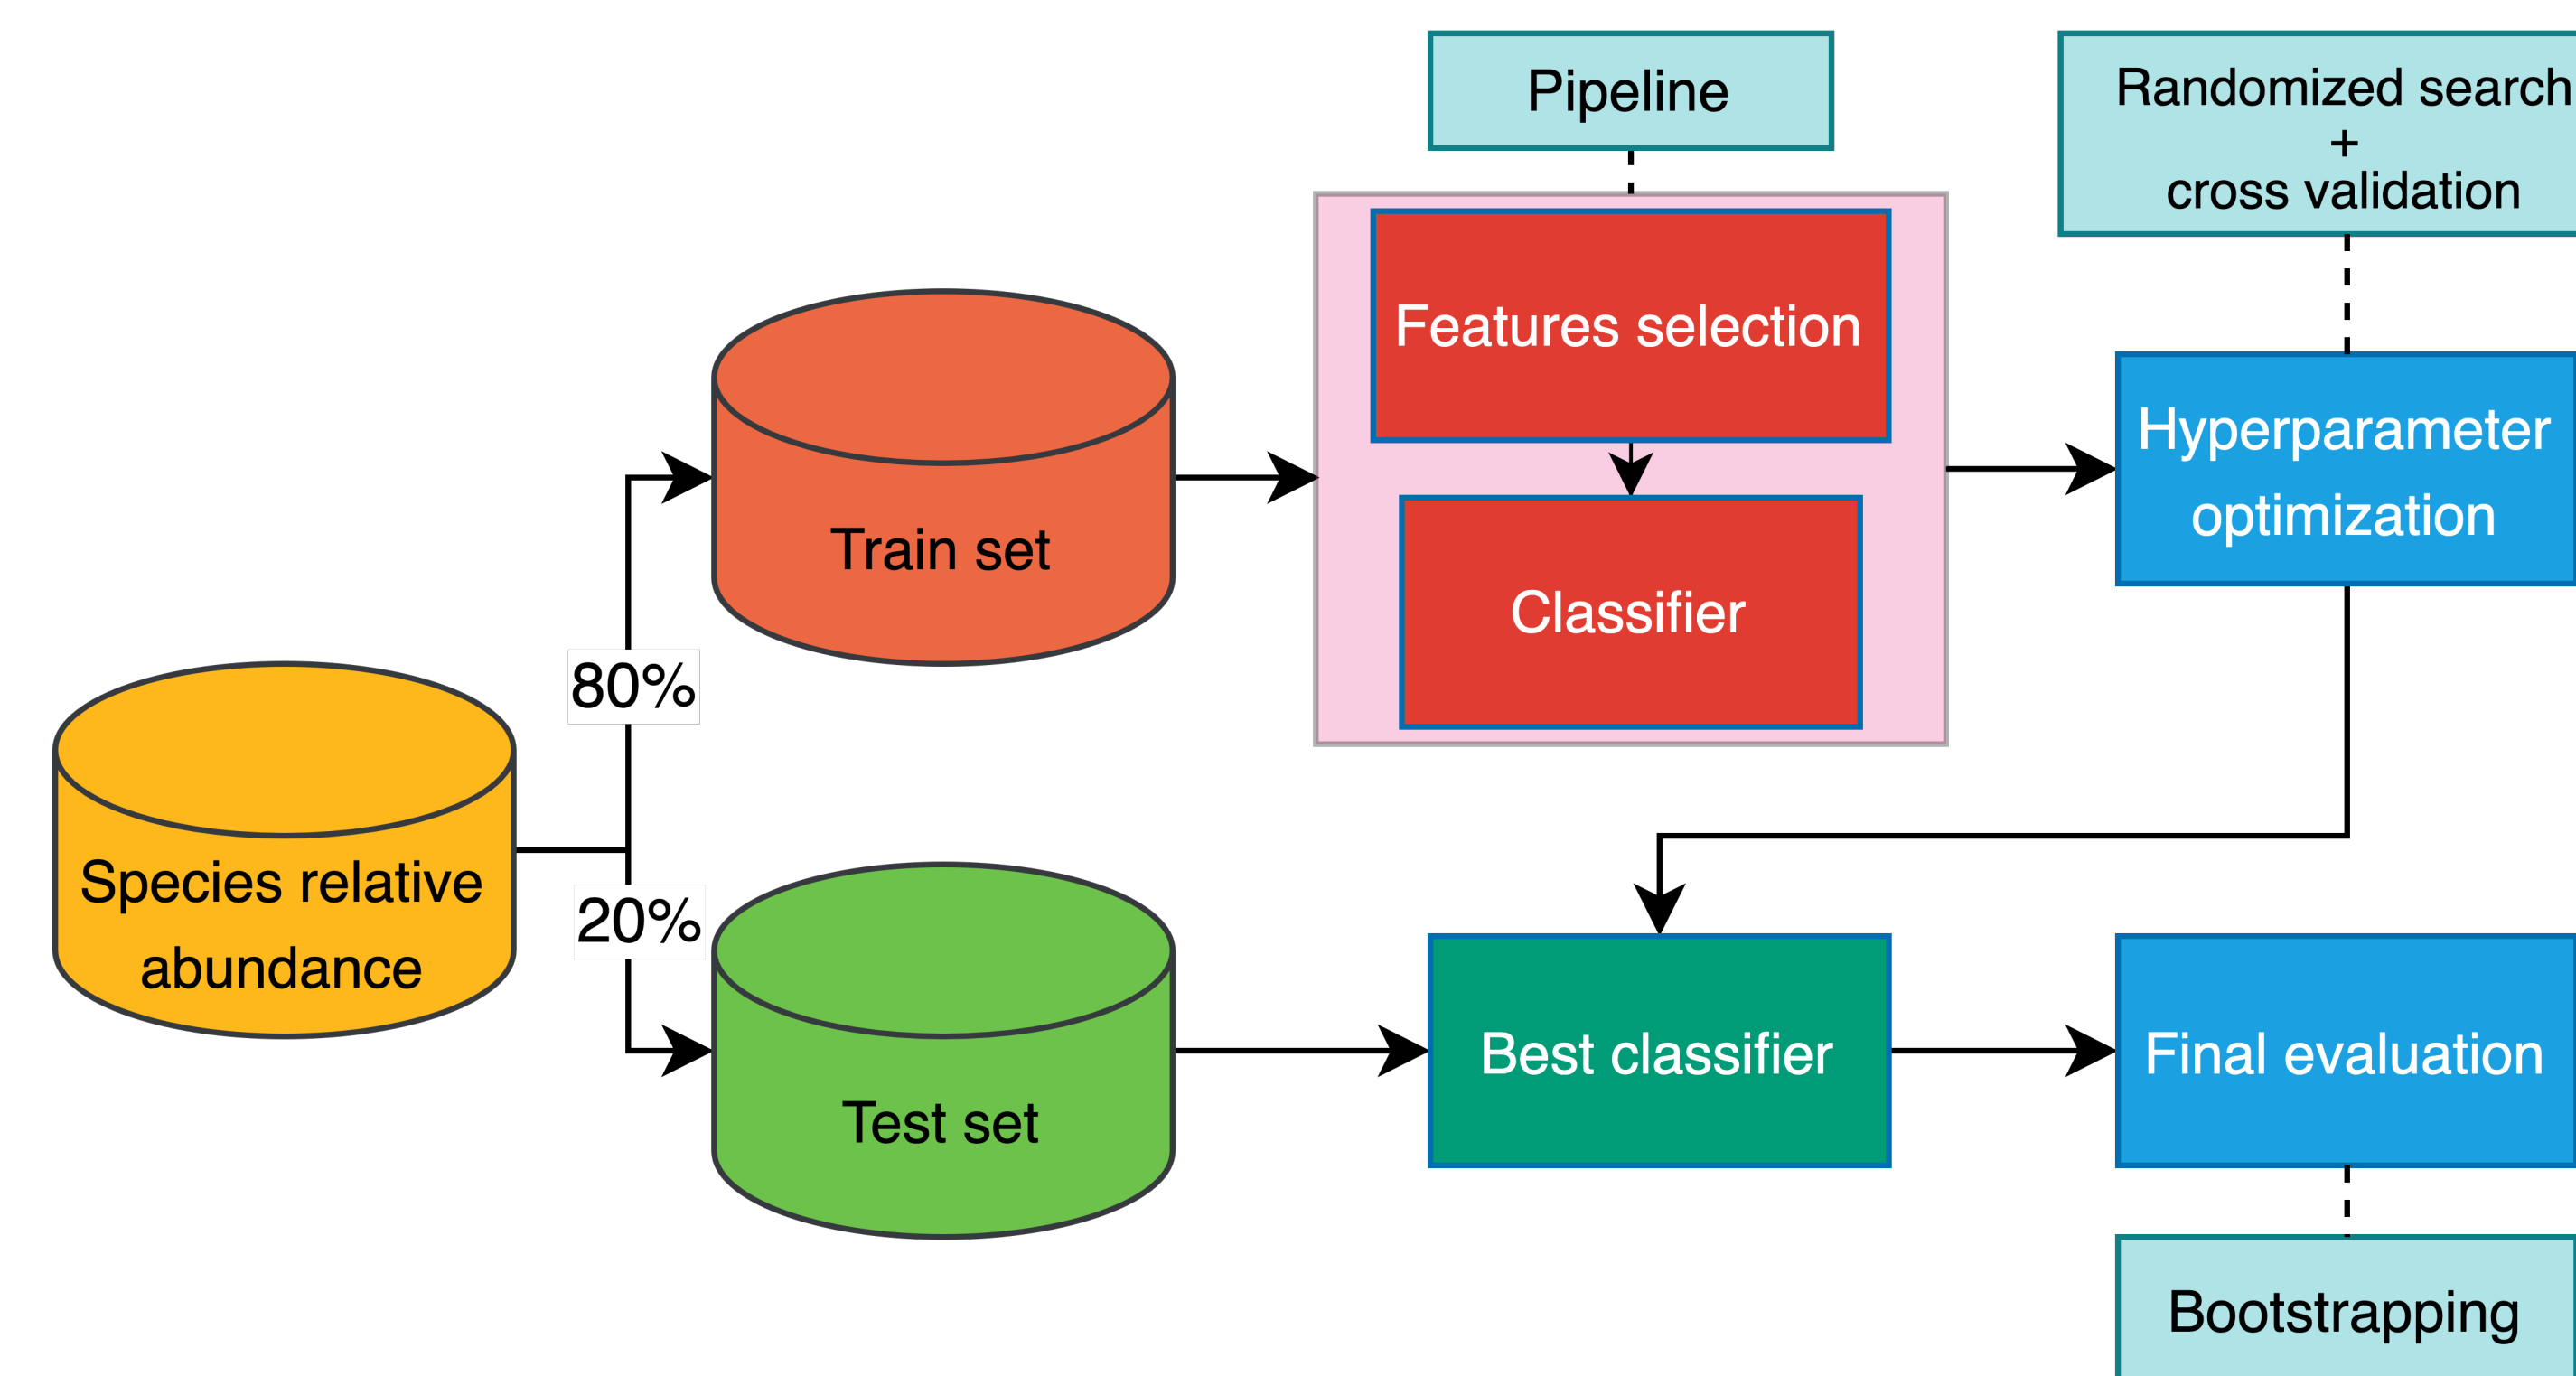 Pipeline
Randomized search
+
cross validation
Features selection
Hyperparameter
optimization
Train set
Classifier
80%
Species relative
abundance
20%
Test set
Best classifier
Final evaluation
Bootstrapping